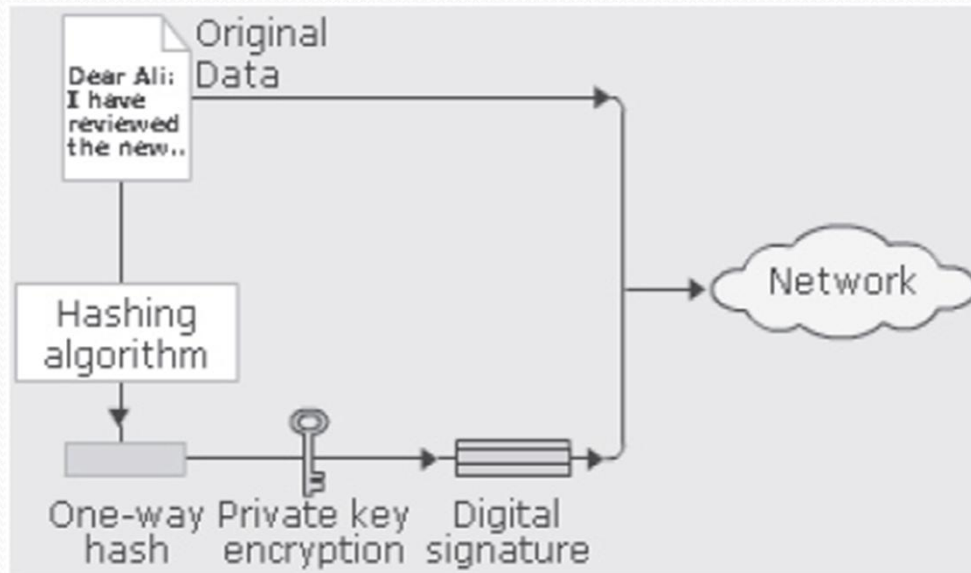 Original
Data
Dear Ali:
I have
reviewed
the new..
Network
Hashing
algorithm
One-way
hash
Private key
encryption
Digital
signature